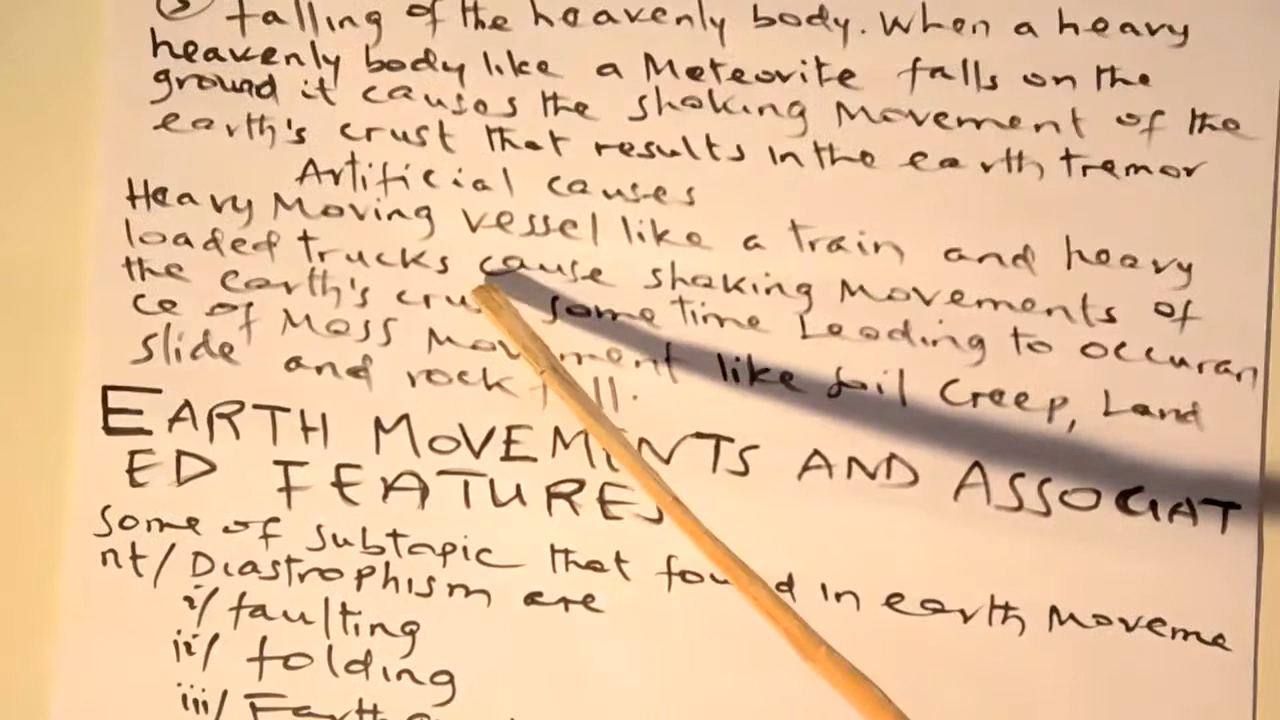 falling of the heavenly body. When a heavy
heavenly body like a Meteorite falls on the
ground it causes the shaking Movement of the
earth's crust that results in the earth tremor
Artificial causes
Heavy Moving vessel like a train and heavy
loaded trucks cause shaking Movements of
the earth's some time Leading to occuran
ce of Mass like soil Creep, Land
slide and rock
EARTH MOVEMENTS AND ASSOCIAT
ED FEATURES
Some of subtopic that found in earth Moveme
nt/Diastrophism are
i/ faulting
ii/ folding
iii/